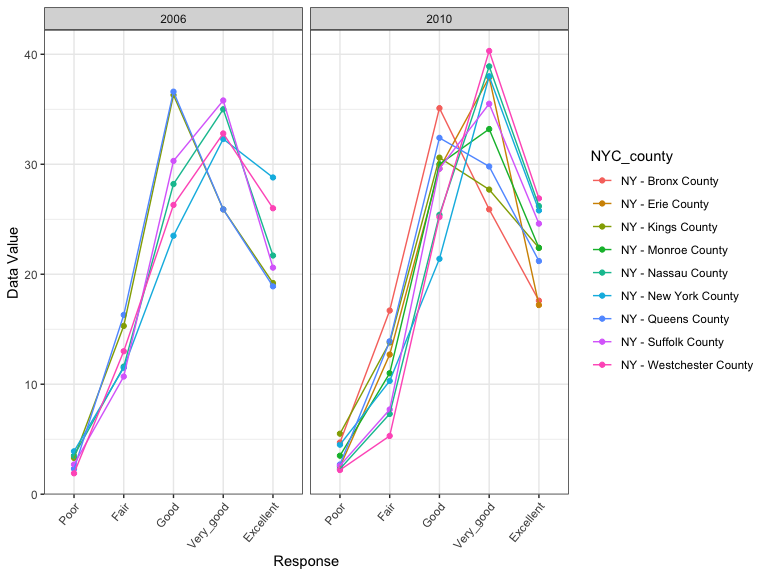 2006
2010
40
30
20
10
0
Data Value
Poor
Fair
Good
Very_good
Excellent
Poor
Fair
Good
Very_good
Excellent
Response
NYC_county
NY - Bronx County
NY - Erie County
NY - Kings County
NY - Monroe County
NY - Nassau County
NY - New York County
NY - Queens County
NY - Suffolk County
NY - Westchester County